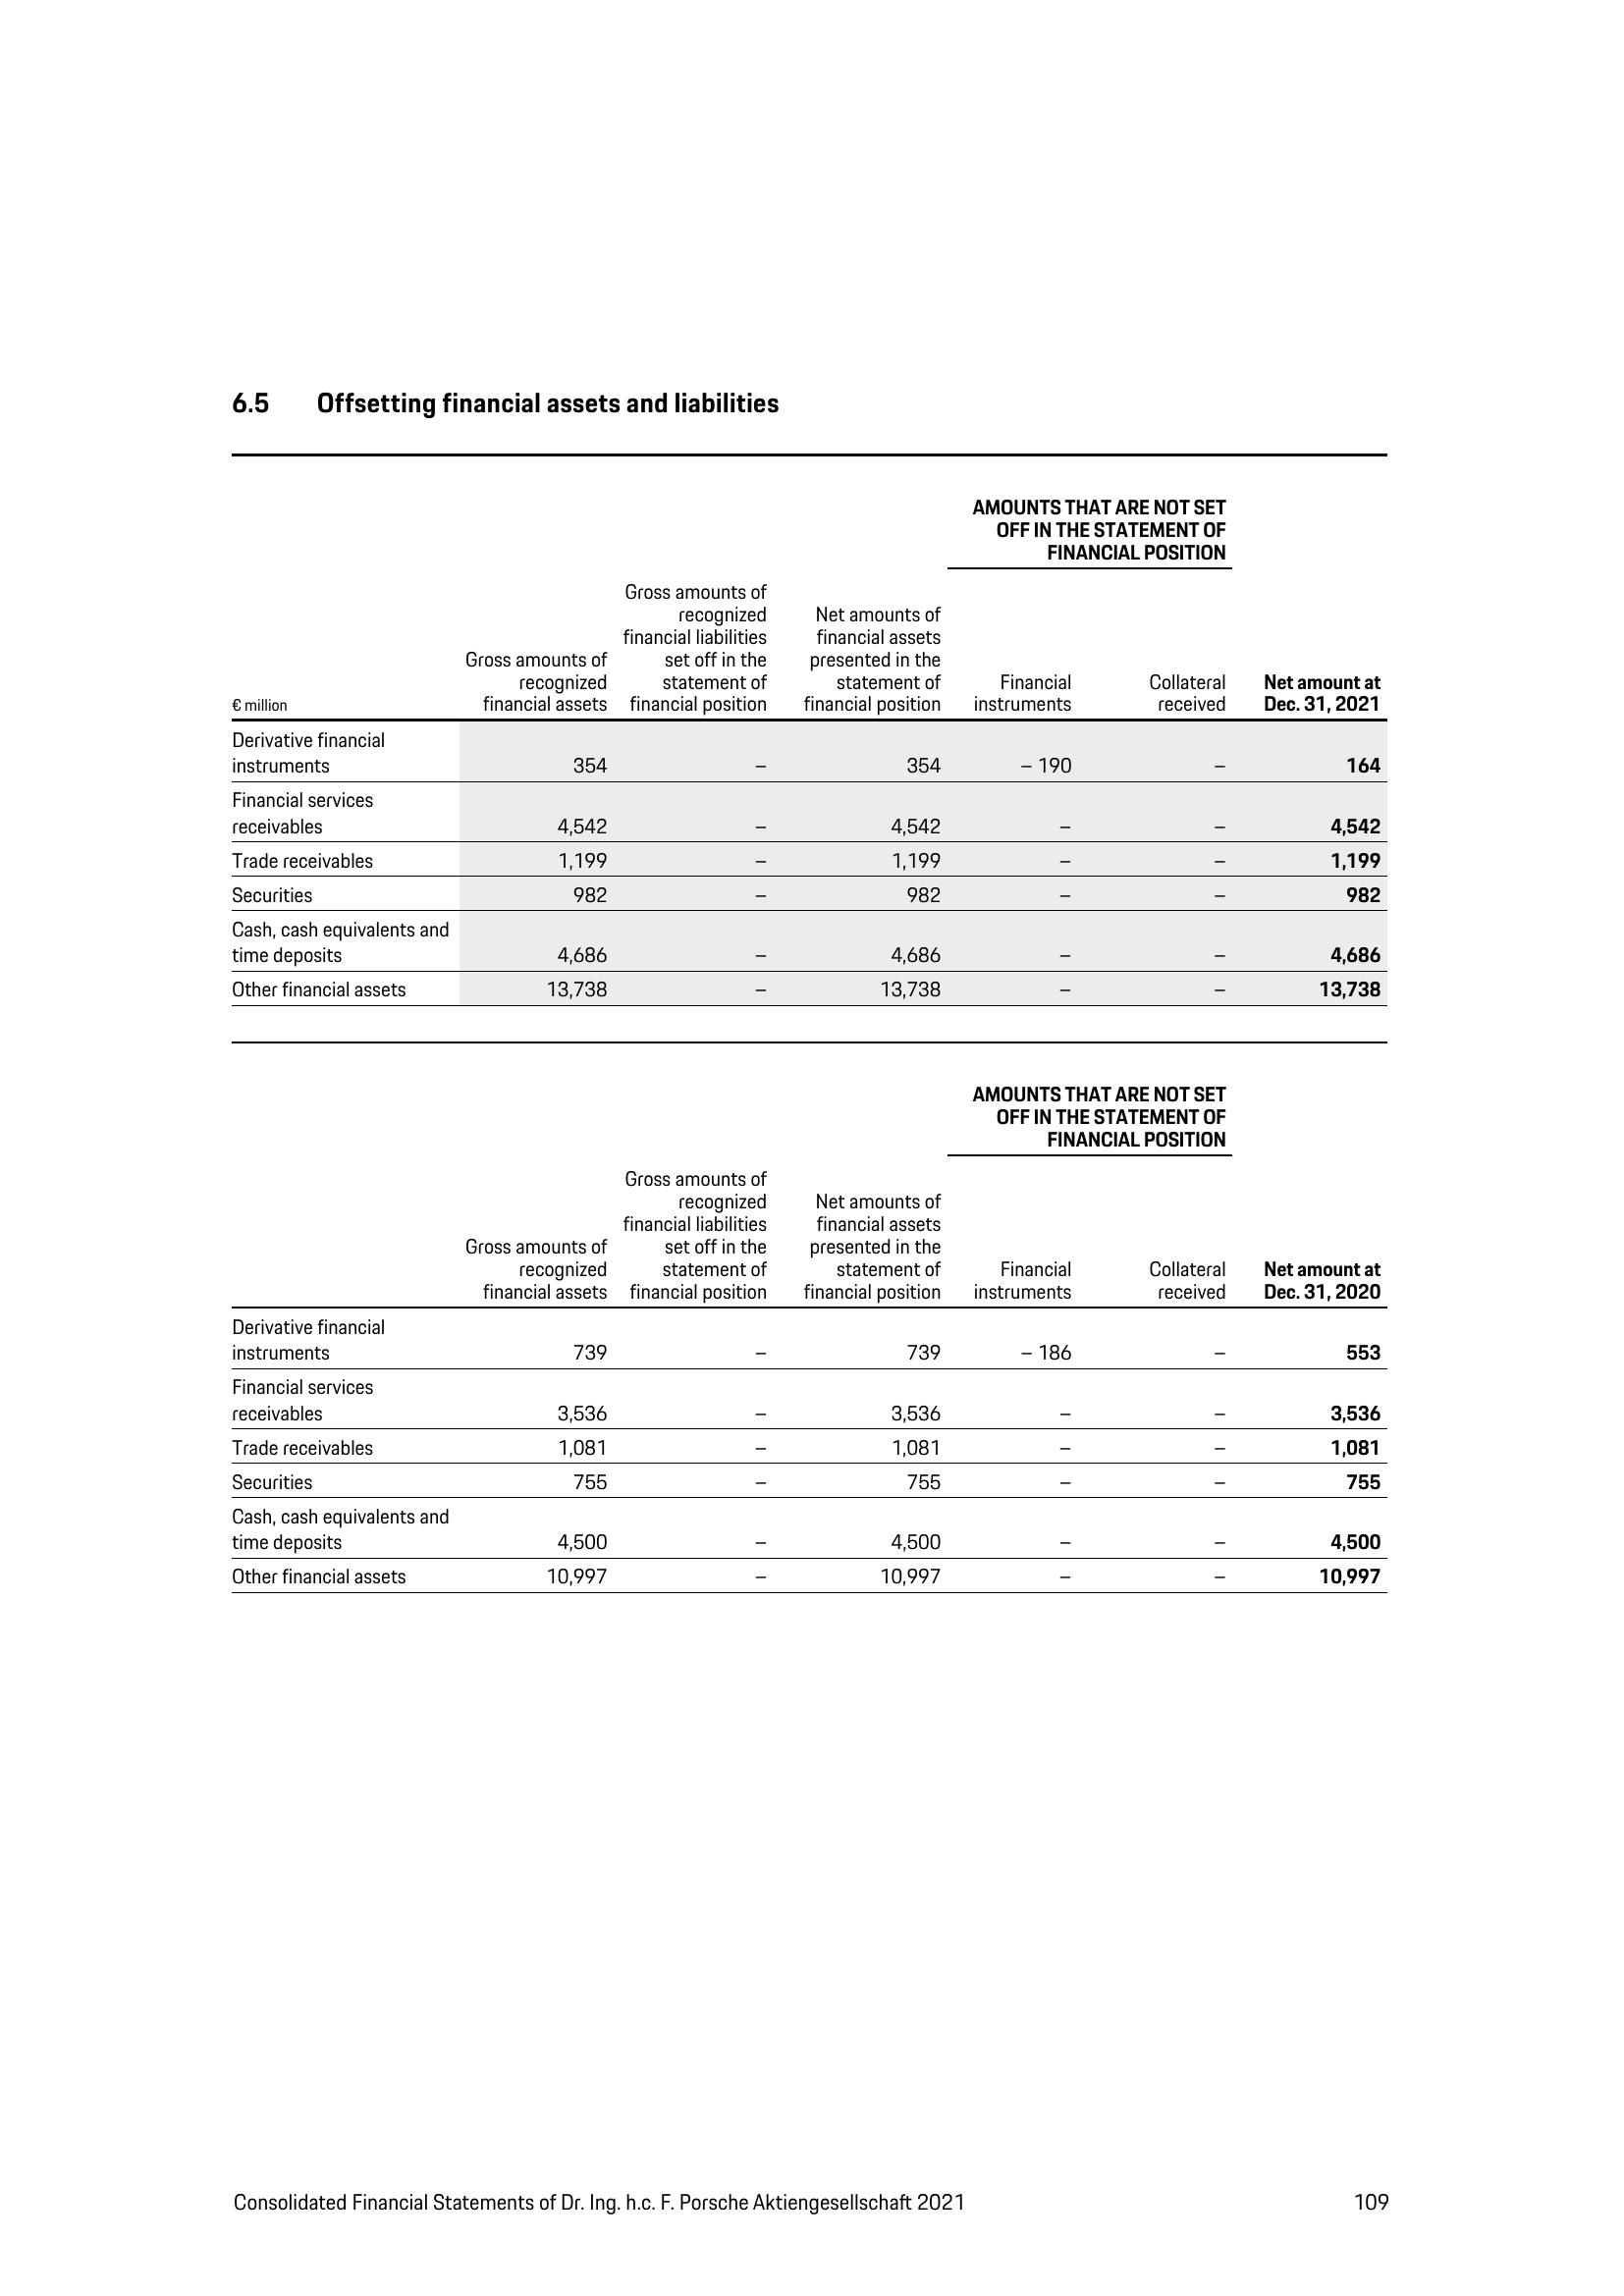 6.5 Offsetting financial assets and liabilities
AMOUNTS THAT ARE NOT SET
OFF IN THE STATEMENT OF
FINANCIAL POSITION
€ million
Gross amounts of
recognized
financial assets
Gross amounts of
recognized
financial liabilities
set off in the
statement of
financial position
Net amounts of
financial assets
presented in the
statement of
financial position
Financial
instruments
Collateral
received
Net amount at
Dec. 31, 2021
Derivative financial
instruments 354 – 354 – 190 – 164
Financial services
receivables 4,542 – 4,542 – – 4,542
Trade receivables 1,199 – 1,199 – – 1,199
Securities 982 – 982 – – 982
Cash, cash equivalents and
time deposits 4,686 – 4,686 – – 4,686
Other financial assets 13,738 – 13,738 – – 13,738
AMOUNTS THAT ARE NOT SET
OFF IN THE STATEMENT OF
FINANCIAL POSITION
Gross amounts of
recognized
financial assets
Gross amounts of
recognized
financial liabilities
set off in the
statement of
financial position
Net amounts of
financial assets
presented in the
statement of
financial position
Financial
instruments
Collateral
received
Net amount at
Dec. 31, 2020
Derivative financial
instruments 739 – 739 – 186 – 553
Financial services
receivables 3,536 – 3,536 – – 3,536
Trade receivables 1,081 – 1,081 – – 1,081
Securities 755 – 755 – – 755
Cash, cash equivalents and
time deposits 4,500 – 4,500 – – 4,500
Other financial assets 10,997 – 10,997 – – 10,997
Consolidated Financial Statements of Dr. Ing. h.c. F. Porsche Aktiengesellschaft 2021 109